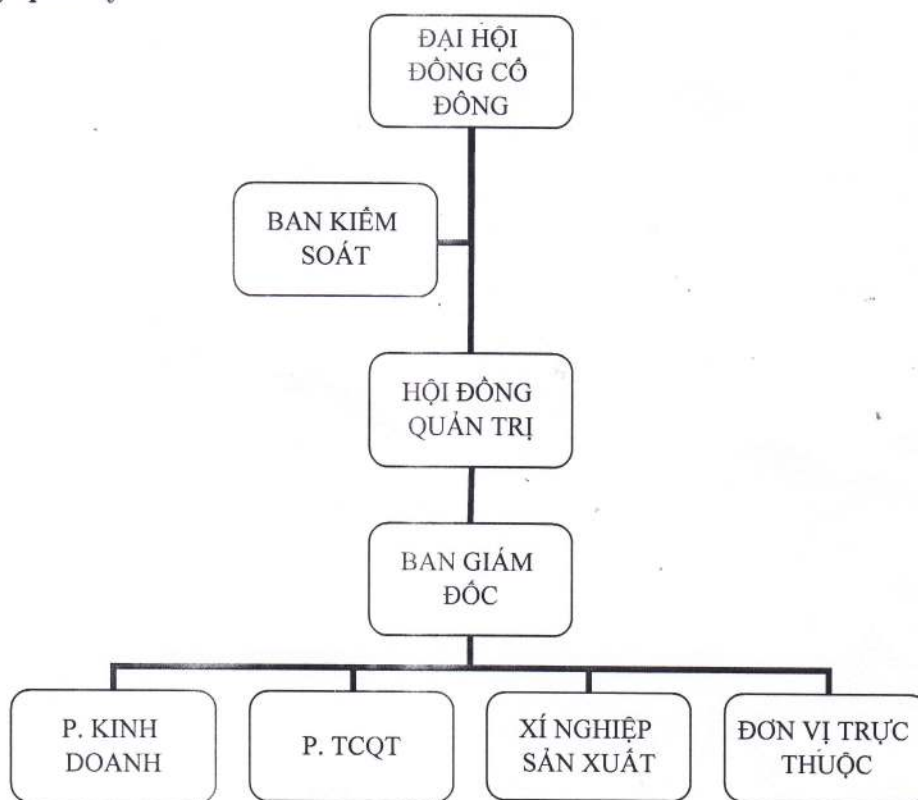 ĐẠI HỘI
ĐỒNG CỔ
ĐÔNG
BAN KIỂM
SOÁT
HỘI ĐỒNG
QUẢN TRỊ
BAN GIÁM
ĐỐC
P. KINH
DOANH
P. TCQT
XÍ NGHIỆP
SẢN XUẤT
ĐƠN VỊ TRỰC
THUỘC